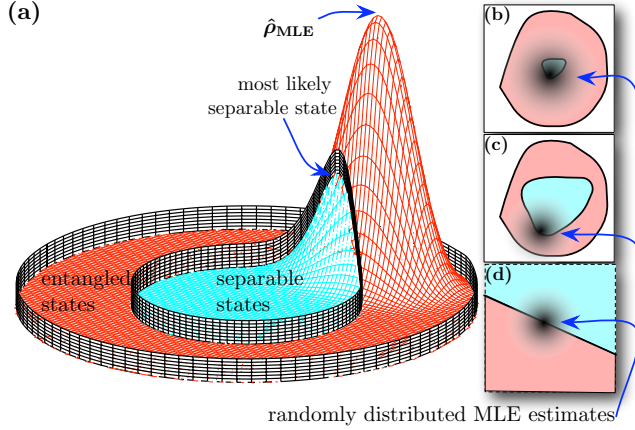 (a)
ρ̂MLE
most likely
separable state
entangled
states
separable
states
(b)
(c)
(d)
randomly distributed MLE estimates